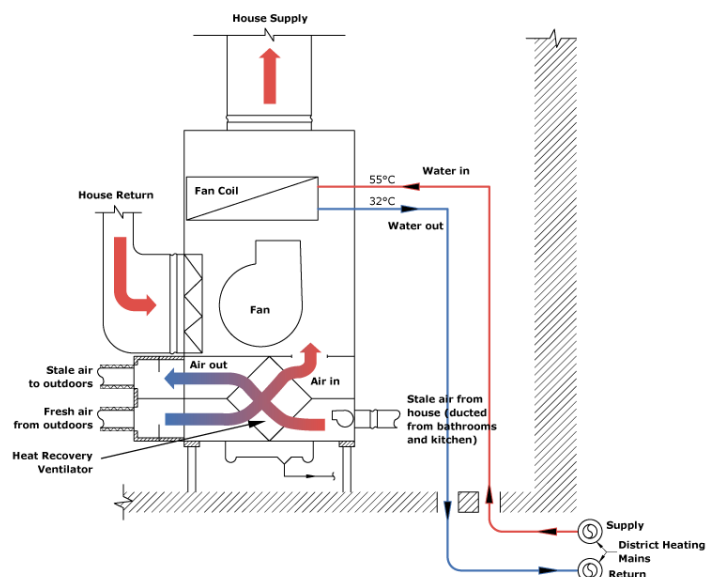 House Supply
55°C
Water in
Fan Coil
House Return
32°C
Water out
Fan
Stale air
to outdoors
Air out
Air in
Fresh air
from outdoors
Stale air from
house (ducted
from bathrooms
and kitchen)
Heat Recovery
Ventilator
Supply
District Heating
Mains
Return